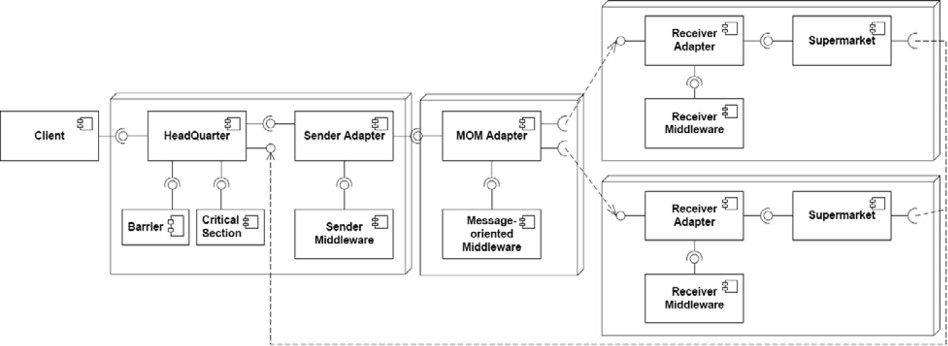 Client
HeadQuarter
Barrier
Critical
Section
Sender Adapter
Sender
Middleware
MOM Adapter
Message-
oriented
Middleware
Receiver
Adapter
Supermarket
Receiver
Middleware
Receiver
Adapter
Supermarket
Receiver
Middleware